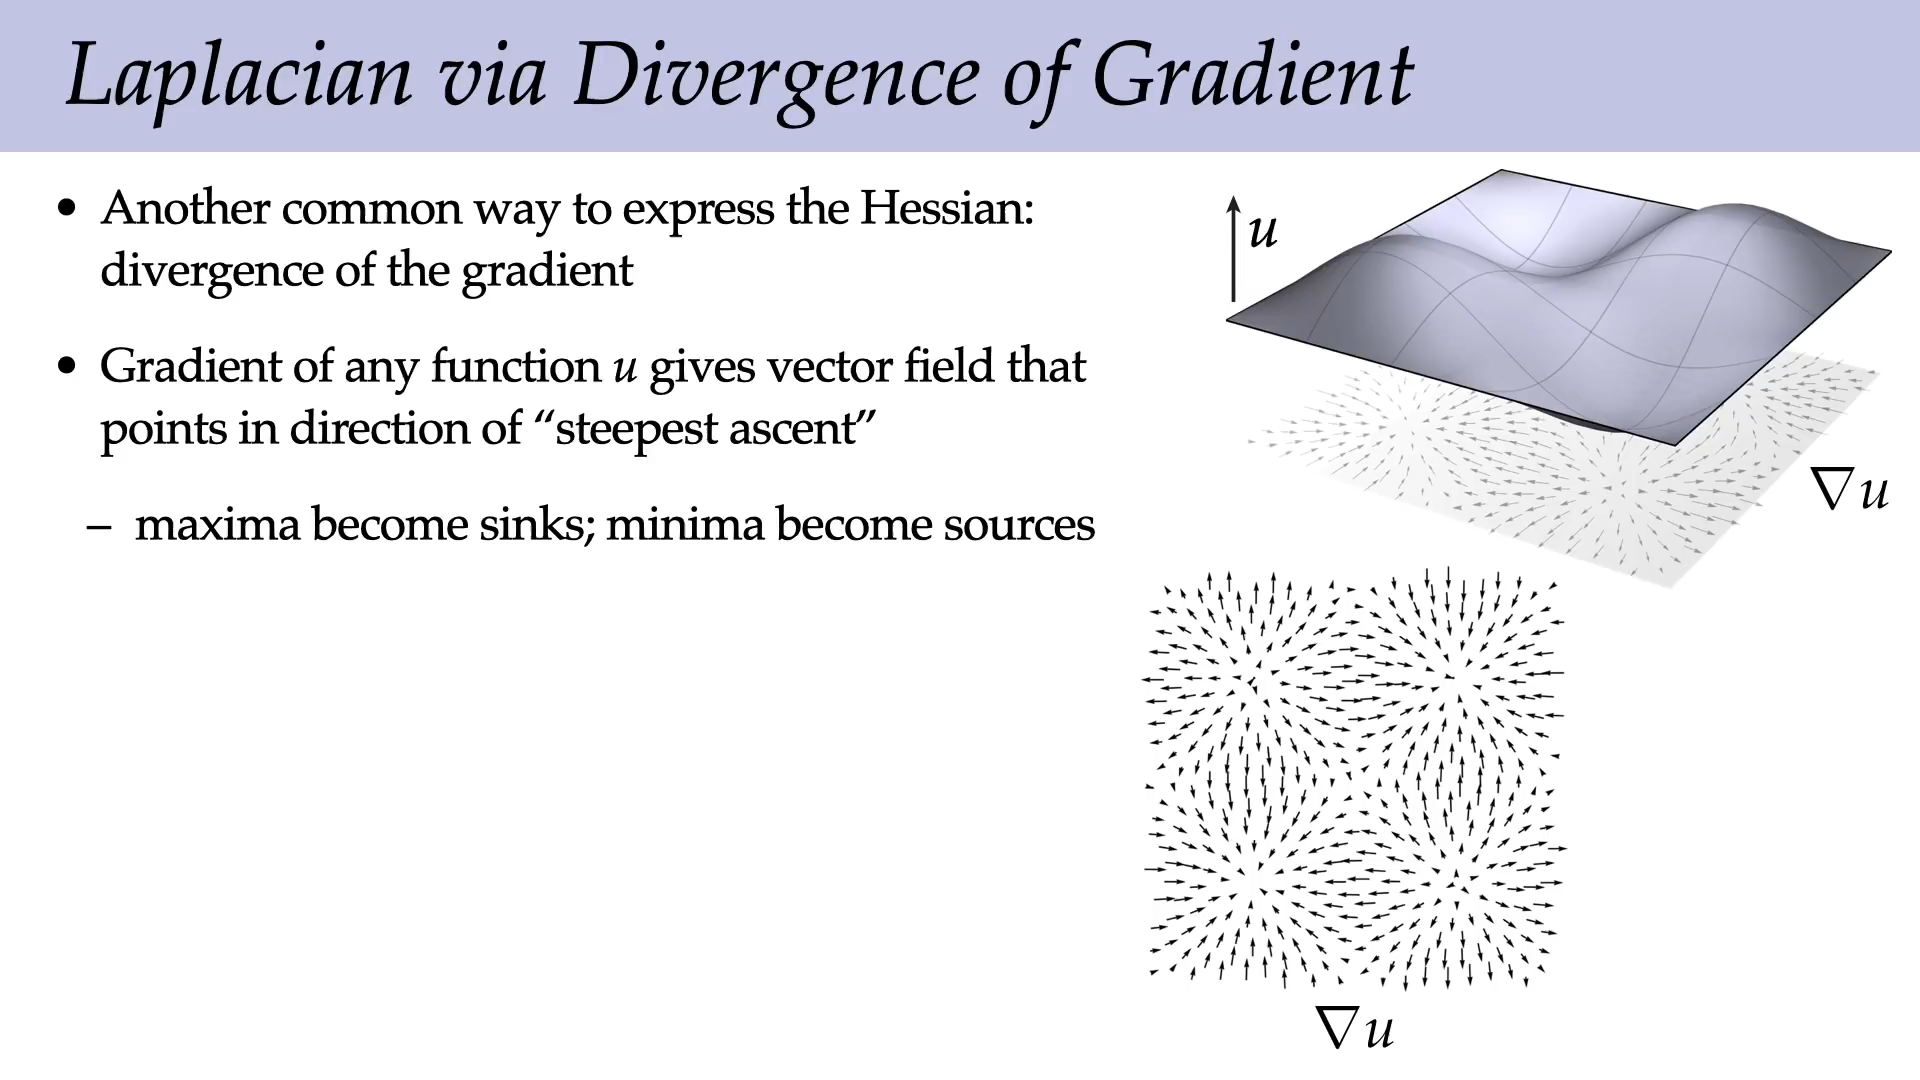 Laplacian via Divergence of Gradient
• Another common way to express the Hessian:
divergence of the gradient
• Gradient of any function u gives vector field that
points in direction of “steepest ascent”
– maxima become sinks; minima become sources
u
∇u
∇u